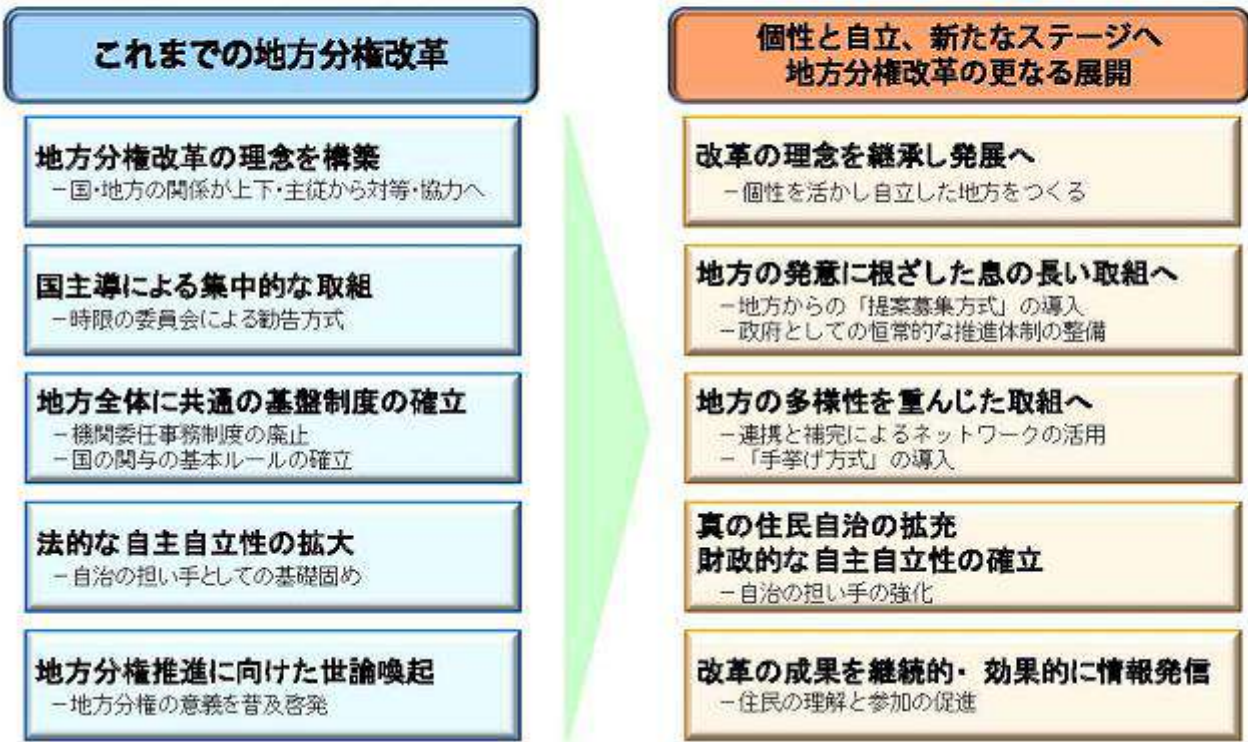 これまでの地方分権改革
地方分権改革の理念を構築
－国・地方の関係が上下・主従から対等・協力へ
国主導による集中的な取組
－時限の委員会による勧告方式
地方全体に共通の基盤制度の確立
－機関委任事務制度の廃止
－国の関与の基本ルールの確立
法的な自主自立性の拡大
－自治の担い手としての基礎固め
地方分権推進に向けた世論喚起
－地方分権の意義を普及啓発
個性と自立、新たなステージへ
地方分権改革の更なる展開
改革の理念を継承し発展へ
－個性を活かし自立した地方をつくる
地方の発意に根ざした息の長い取組へ
－地方からの「提案募集方式」の導入
－政府としての恒常的な推進体制の整備
地方の多様性を重んじた取組へ
－連携と補完によるネットワークの活用
－「手挙げ方式」の導入
真の住民自治の拡充
財政的な自主自立性の確立
－自治の担い手の強化
改革の成果を継続的・ 効果的に情報発信
－住民の理解と参加の促進